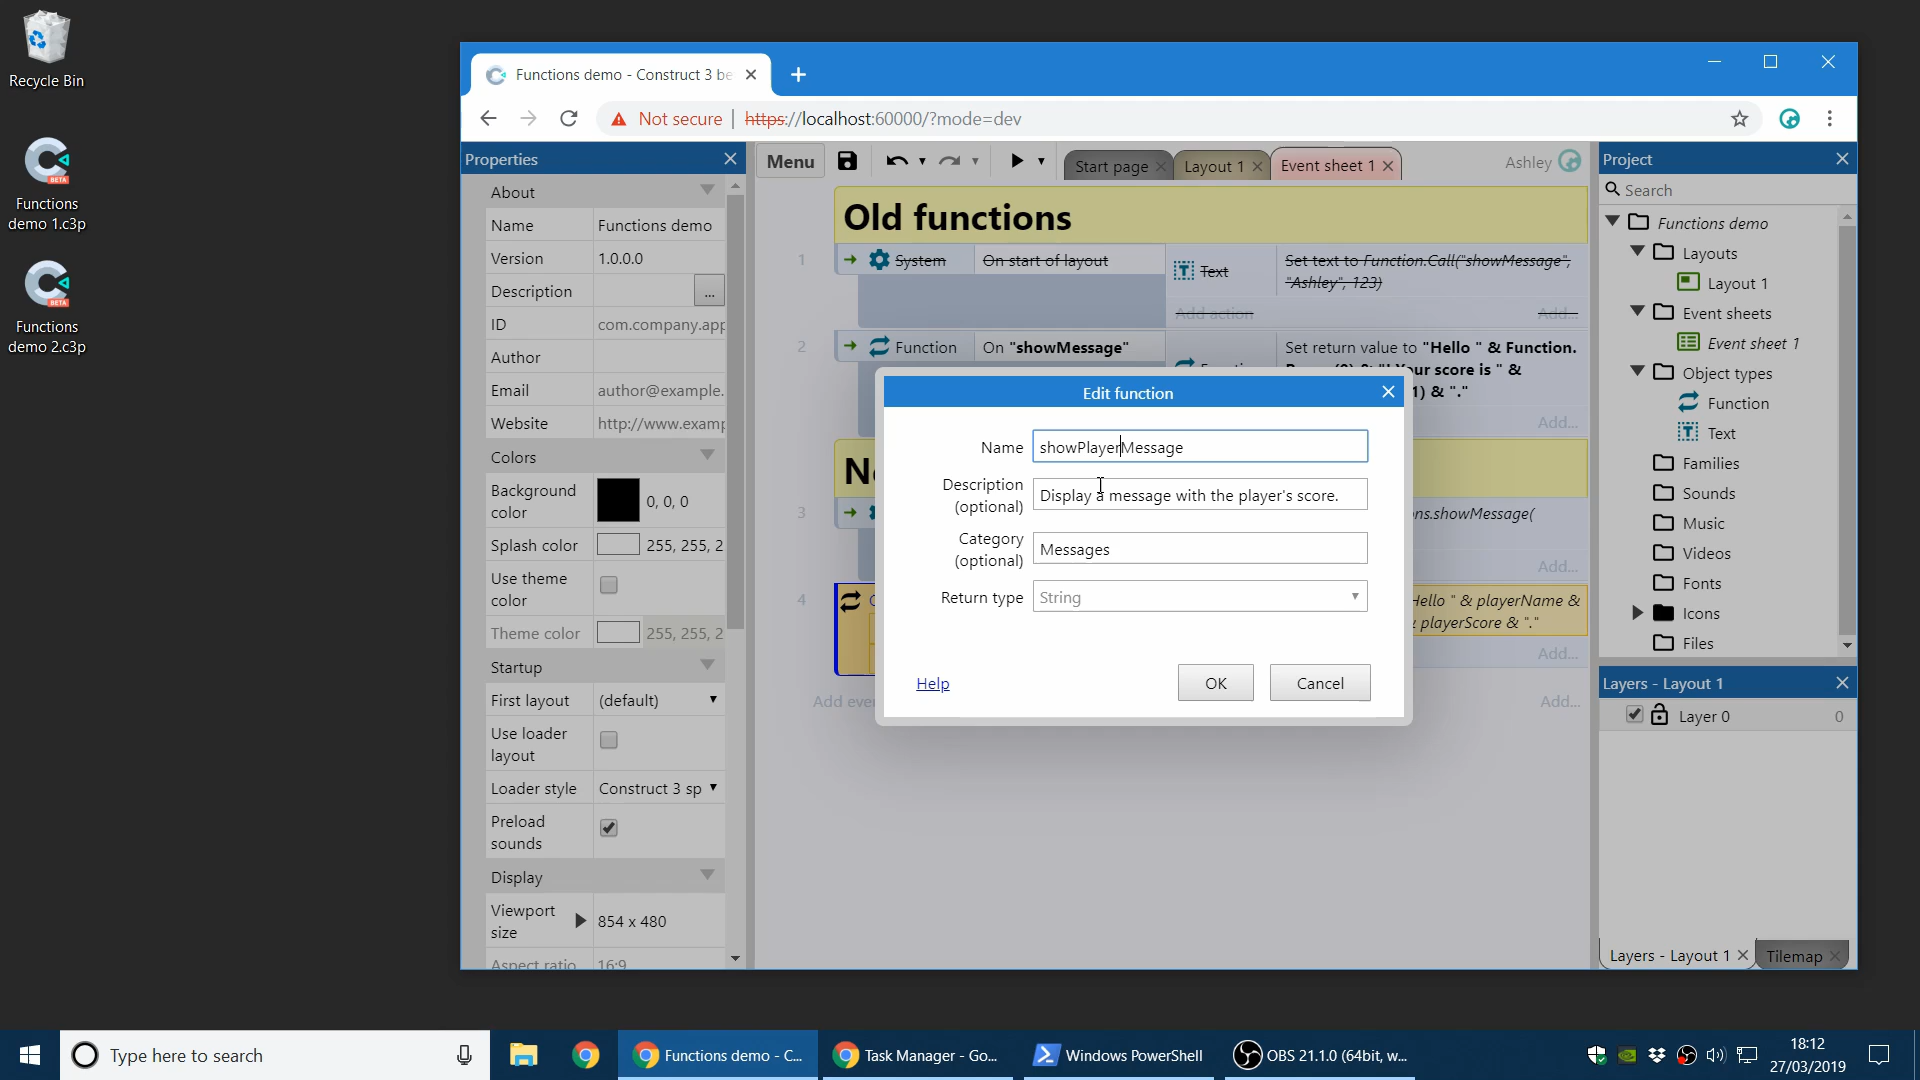 Recycle Bin
Functions
demo 1.c3p
Functions
demo 2.c3p
Functions demo - Construct 3 be
Not secure | https://localhost:60000/?mode=dev
Properties
About
Name Functions demo
Version 1.0.0.0
Description ...
ID com.company.app
Author
Email author@example.
Website http://www.examp
Colors
Background
color 0, 0, 0
Splash color 255, 255, 2
Use theme
color
Theme color 255, 255, 2
Startup
First layout (default)
Use loader
layout
Loader style Construct 3 sp
Preload
sounds
Display
Viewport
size 854 x 480
Aspect ratio 16:9
Menu
Start page
Layout 1
Event sheet 1
Ashley
Old functions
1 System On start of layout Text Set text to Function.Call("showMessage",
"Ashley", 123)
Add action Add...
2 Function On "showMessage" Set return value to "Hello " & Function.
1) & "."
Add...
3 ns.showMessage(
Add...
4 Hello " & playerName &
& playerScore & "."
Add...
Add eve Add...
Edit function
Name showPlayerMessage
Description
(optional) Display a message with the player's score.
Category
(optional) Messages
Return type String
Help OK Cancel
Project
Search
Functions demo
Layouts
Layout 1
Event sheets
Event sheet 1
Object types
Function
Text
Families
Sounds
Music
Videos
Fonts
Icons
Files
Layers - Layout 1
Layer 0 0
Layers - Layout 1 Tilemap
Type here to search
Functions demo - C...
Task Manager - Go...
Windows PowerShell
OBS 21.1.0 (64bit, w...
18:12
27/03/2019